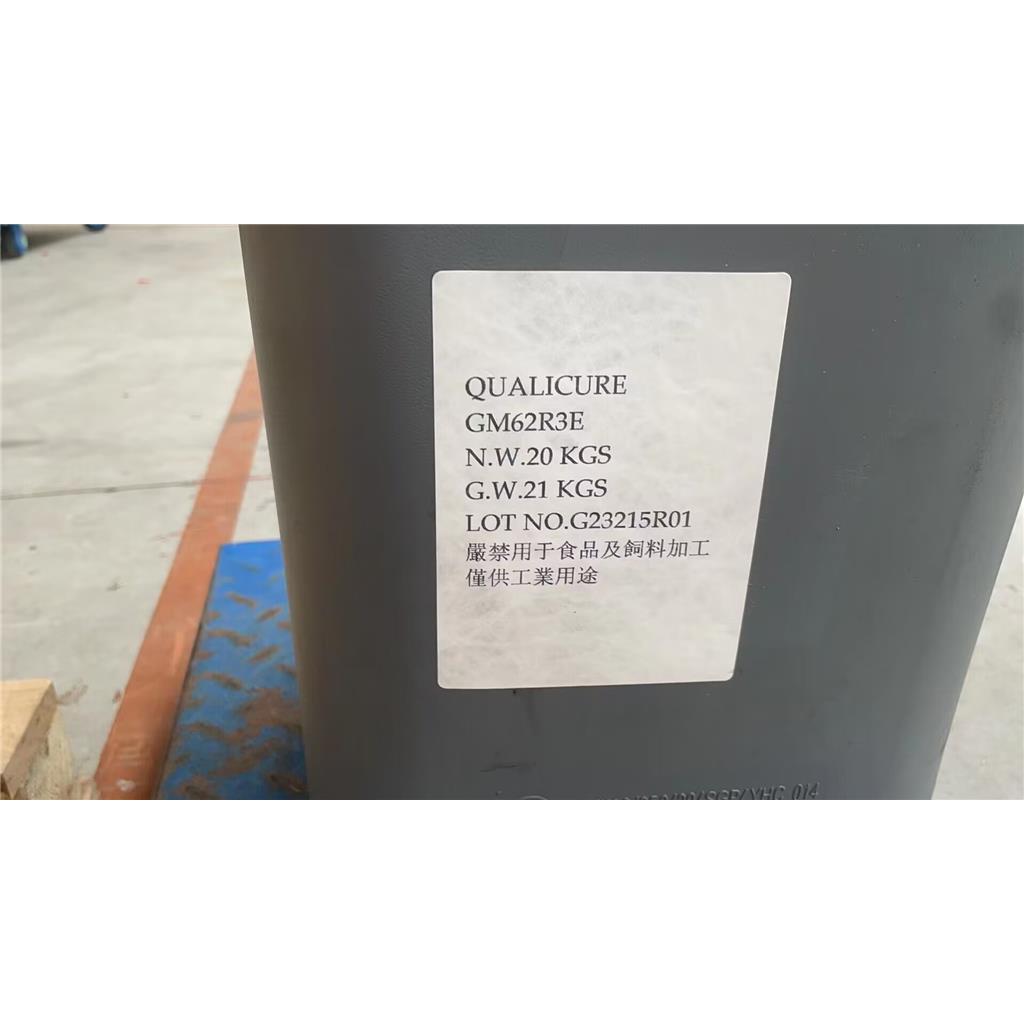 QUALICURE
GM62R3E
N.W.20 KGS
G.W.21 KGS
LOT NO.G23215R01
嚴禁用于食品及飼料加工
僅供工業用途
014